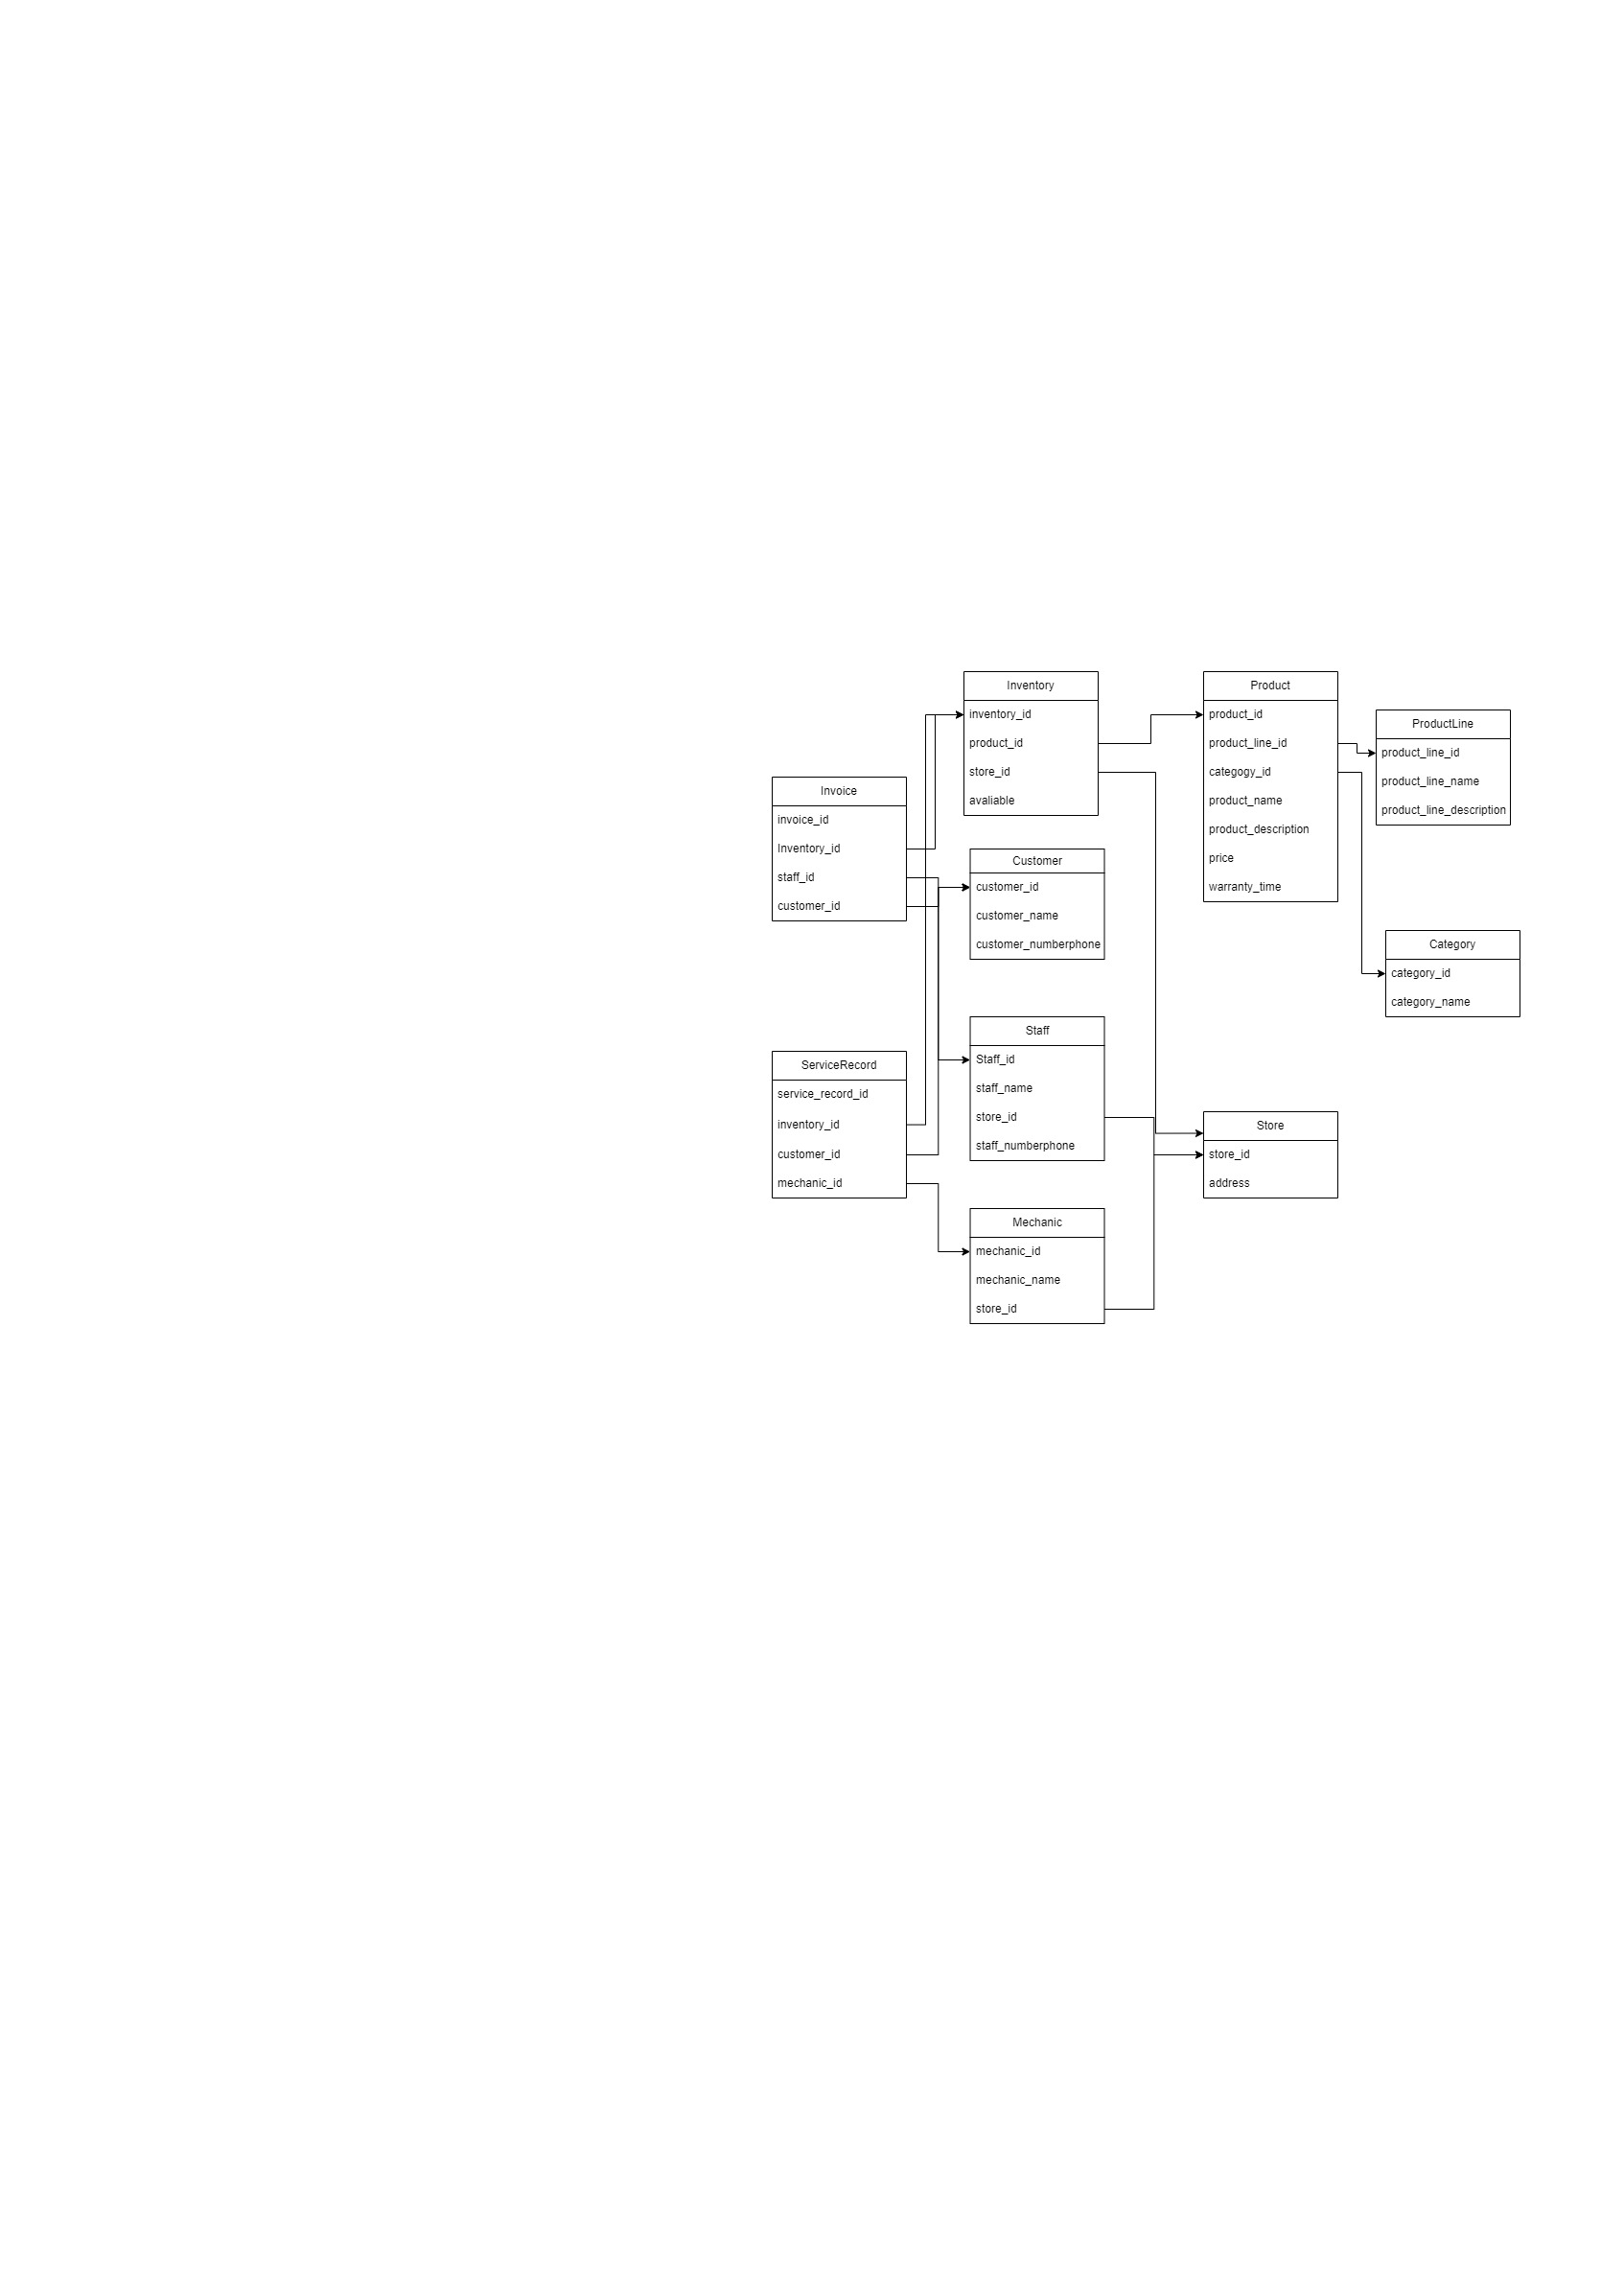 Inventory
inventory_id
product_id
store_id
avaliable
Product
product_id
product_line_id
categogy_id
product_name
product_description
price
warranty_time
ProductLine
product_line_id
product_line_name
product_line_description
Invoice
invoice_id
Inventory_id
staff_id
customer_id
Customer
customer_id
customer_name
customer_numberphone
Category
category_id
category_name
Staff
Staff_id
staff_name
store_id
staff_numberphone
ServiceRecord
service_record_id
inventory_id
customer_id
mechanic_id
Store
store_id
address
Mechanic
mechanic_id
mechanic_name
store_id